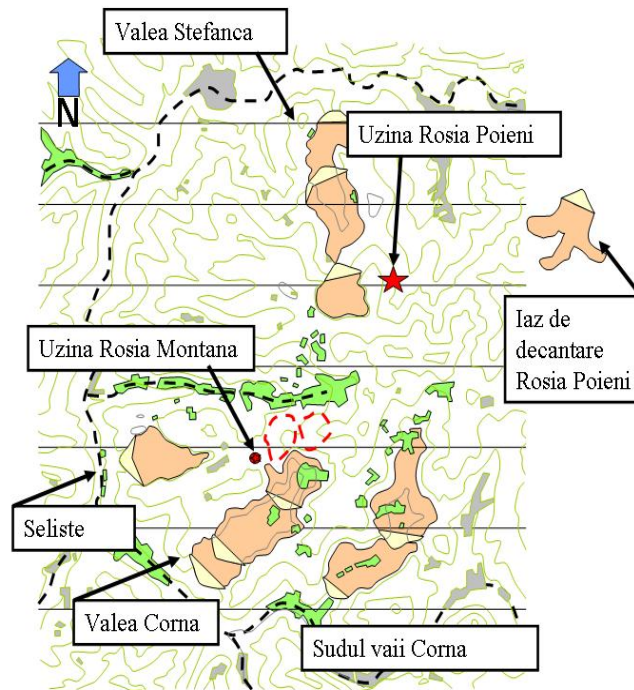 Valea Stefanca
N
Uzina Rosia Poieni
Iaz de
decantare
Rosia Poieni
Uzina Rosia Montana
Seliste
Valea Corna
Sudul vaii Corna